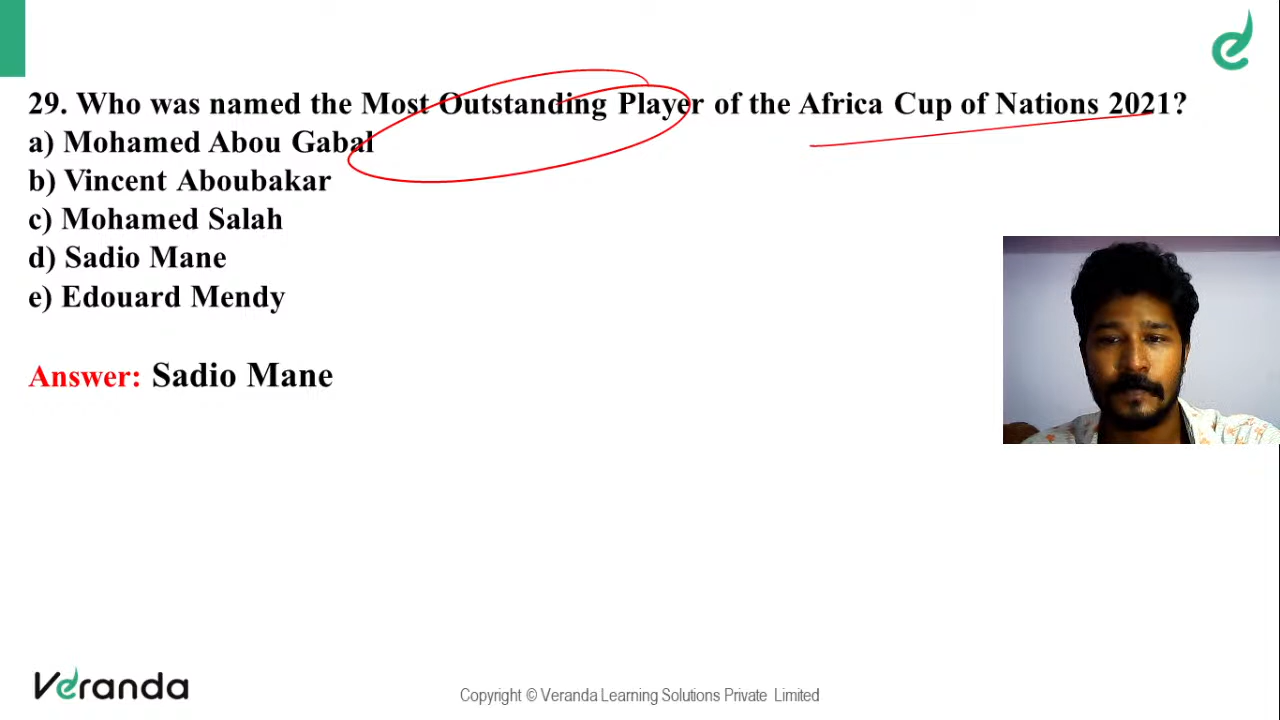 29. Who was named the Most Outstanding Player of the Africa Cup of Nations 2021?
a) Mohamed Abou Gabal
b) Vincent Aboubakar
c) Mohamed Salah
d) Sadio Mane
e) Edouard Mendy
Answer: Sadio Mane
Veranda
Copyright © Veranda Learning Solutions Private Limited